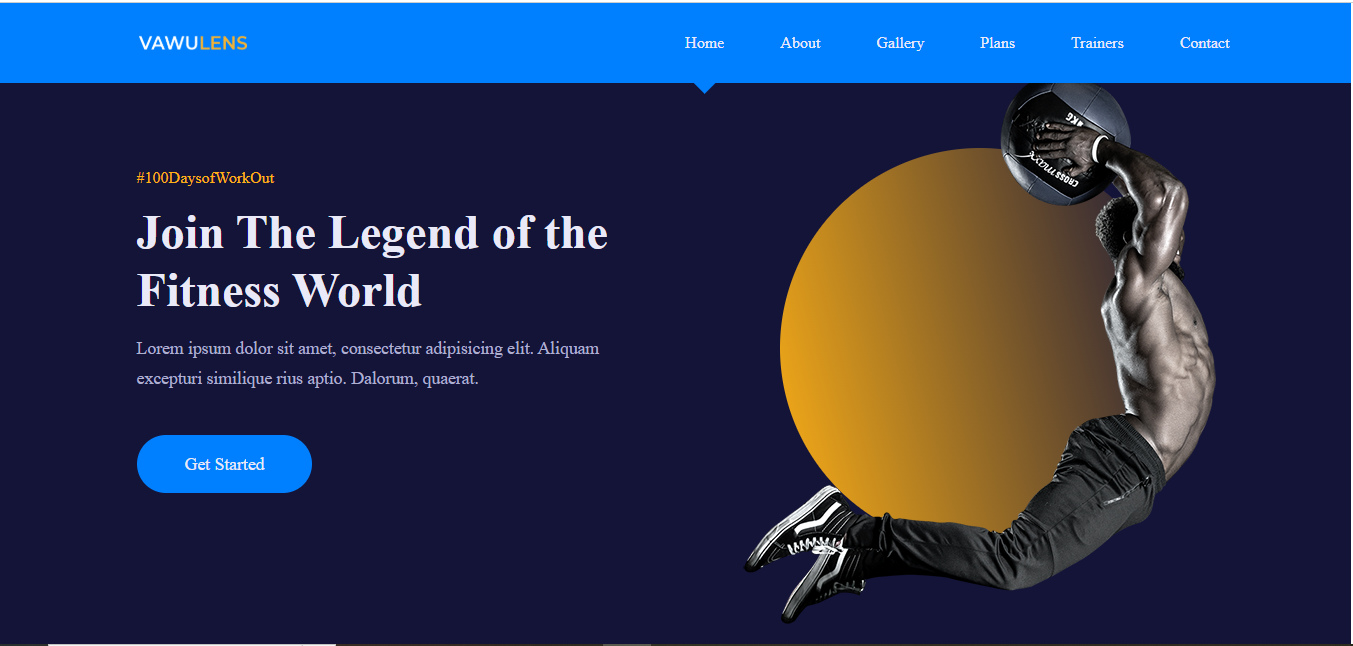 VAWULENS
Home About Gallery Plans Trainers Contact
#100DaysofWorkOut
Join The Legend of the
Fitness World
Lorem ipsum dolor sit amet, consectetur adipisicing elit. Aliquam
excepturi similique rius aptio. Dalorum, quaerat.
Get Started
KG
CROSSMAXX